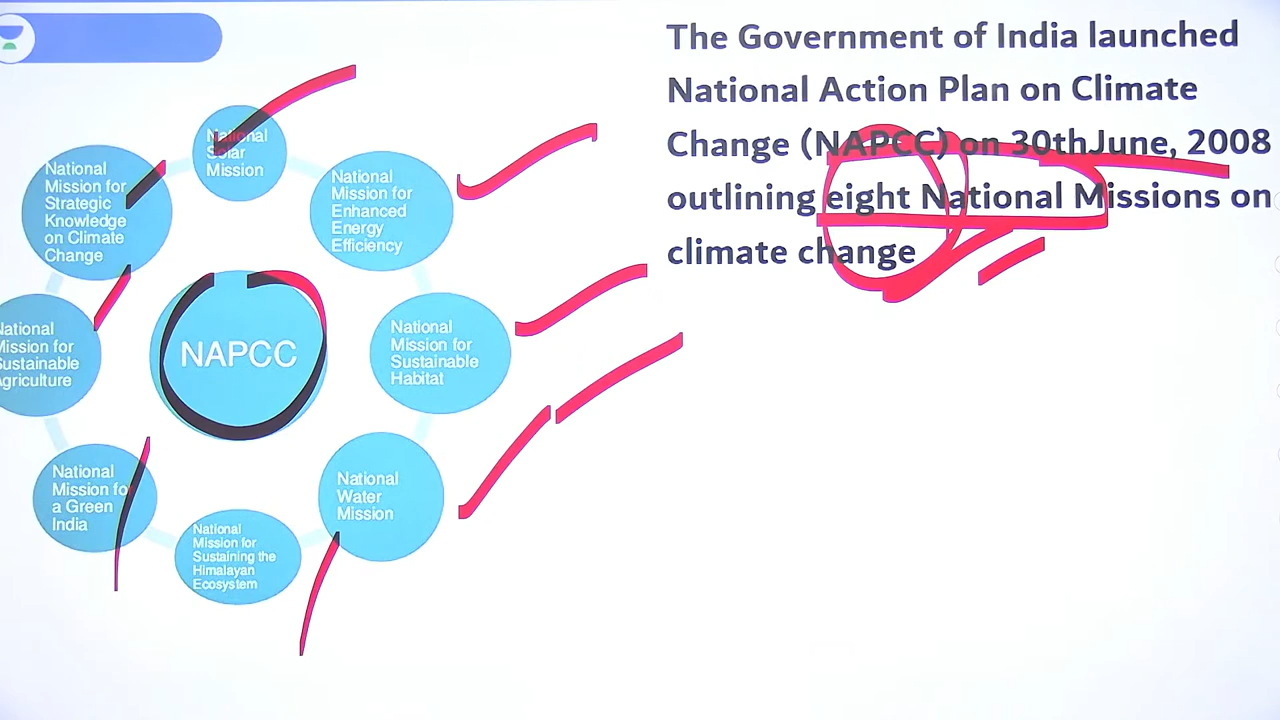 The Government of India launched
National Action Plan on Climate
Change (NAPCC) on 30thJune, 2008
outlining eight National Missions on
climate change
National
Solar
Mission
National
Mission for
Enhanced
Energy
Efficiency
National
Mission for
Sustainable
Habitat
National
Water
Mission
National
Mission for
Sustaining the
Himalayan
Ecosystem
National
Mission for
a Green
India
National
Mission for
Sustainable
Agriculture
National
Mission for
Strategic
Knowledge
on Climate
Change
NAPCC